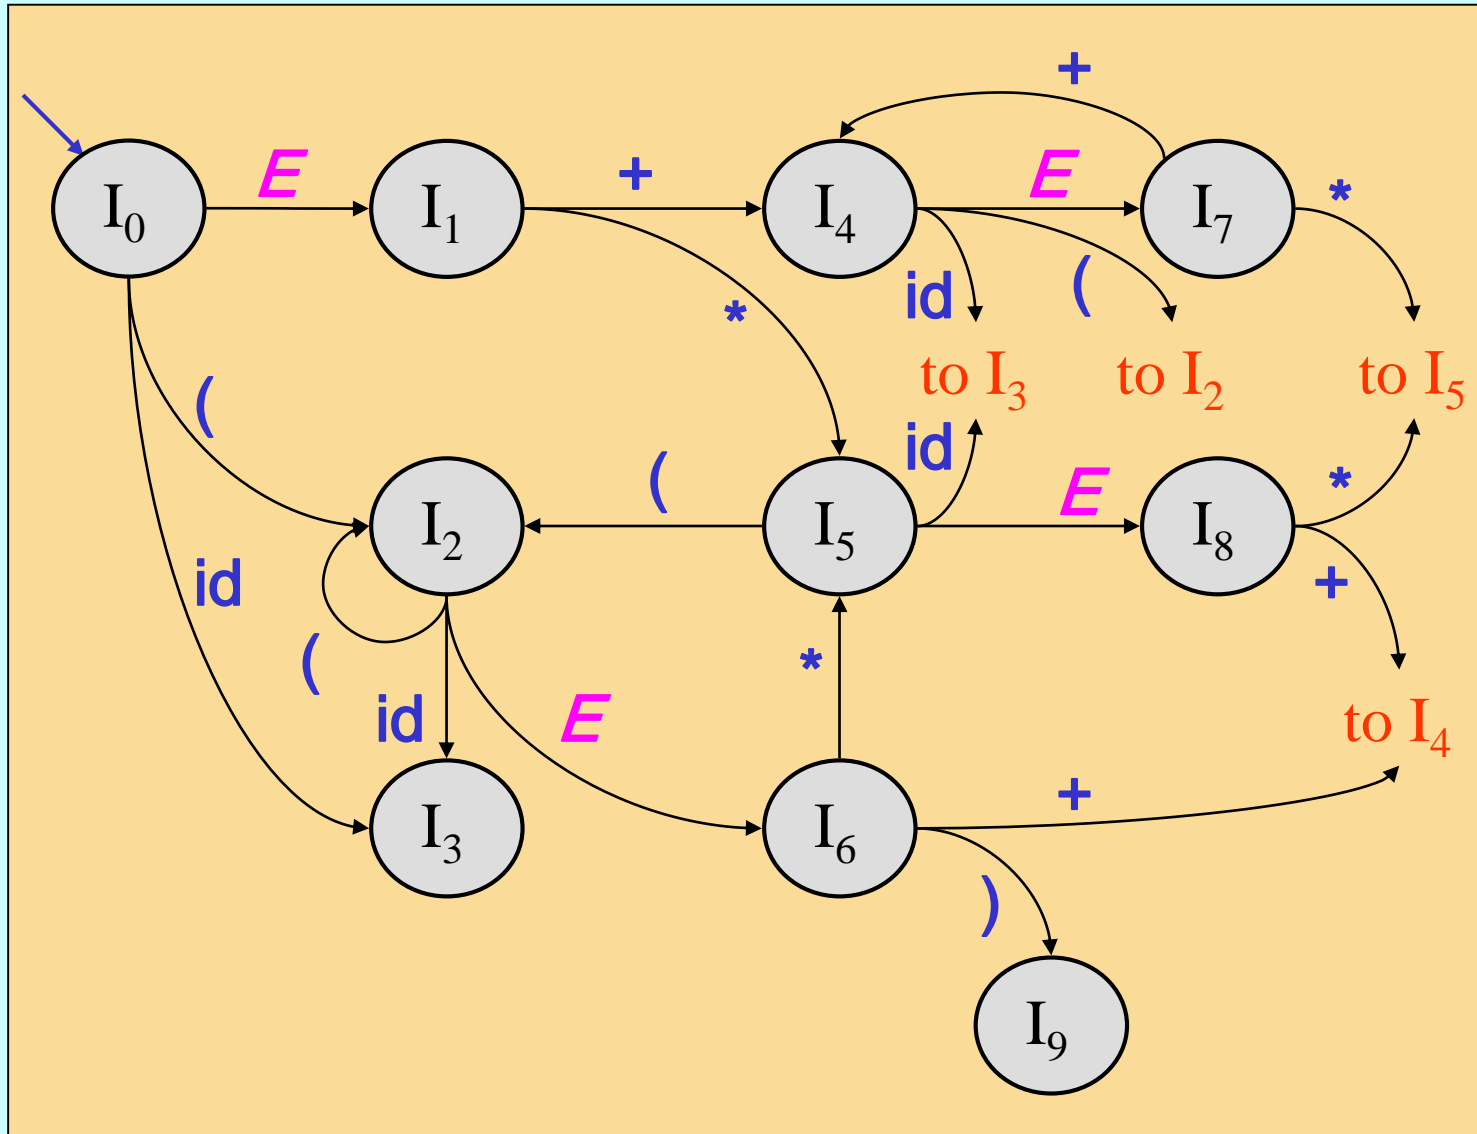 +
I₀ E I₁ + I₄ E I₇ *
* id (
to I₃ to I₂ to I₅
( id
I₂ ( I₅ E I₈ *
id +
( *
id E to I₄
I₃ I₆ +
)
I₉